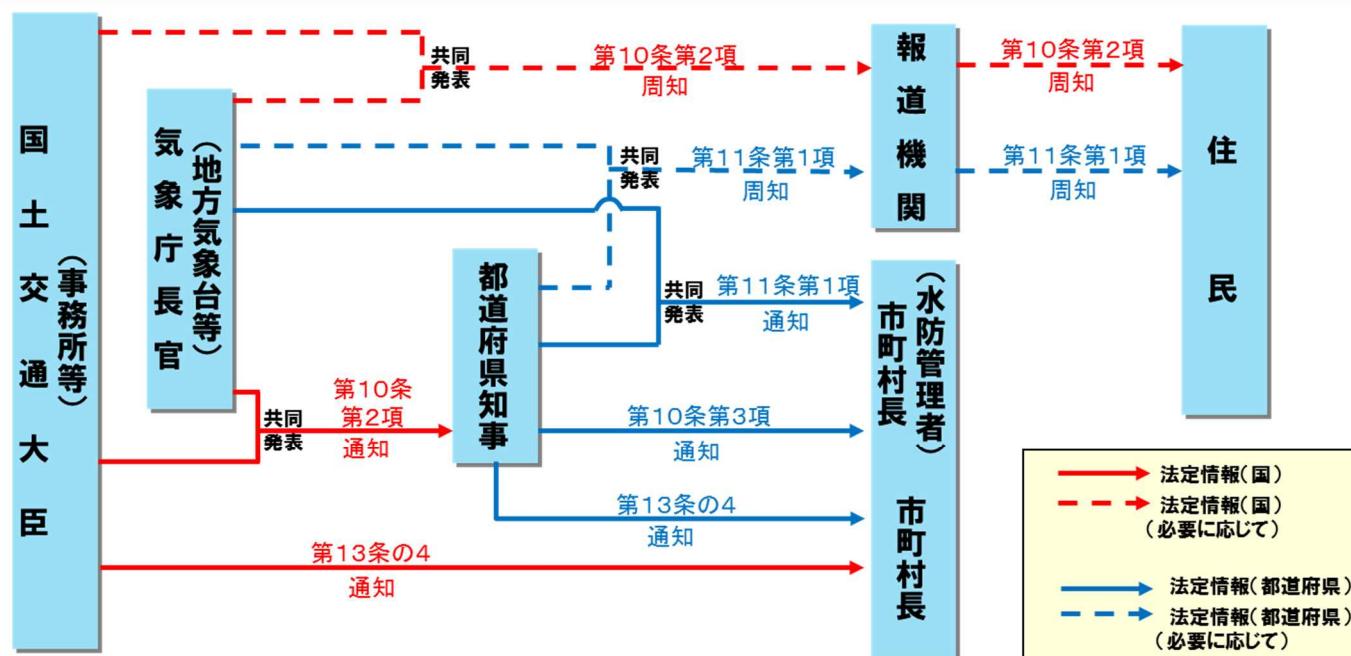 国土交通大臣
(事務所等)
気象庁長官
(地方気象台等)
共同
発表
第10条第2項
周知
報道機関
第10条第2項
周知
住民
共同
発表
第11条第1項
周知
第11条第1項
周知
都道府県知事
共同
発表
第11条第1項
通知
市町村長
(水防管理者)
共同
発表
第10条
第2項
通知
第10条第3項
通知
第13条の4
通知
市町村長
第13条の4
通知
法定情報(国)
法定情報(国)
(必要に応じて)
法定情報(都道府県)
法定情報(都道府県)
(必要に応じて)